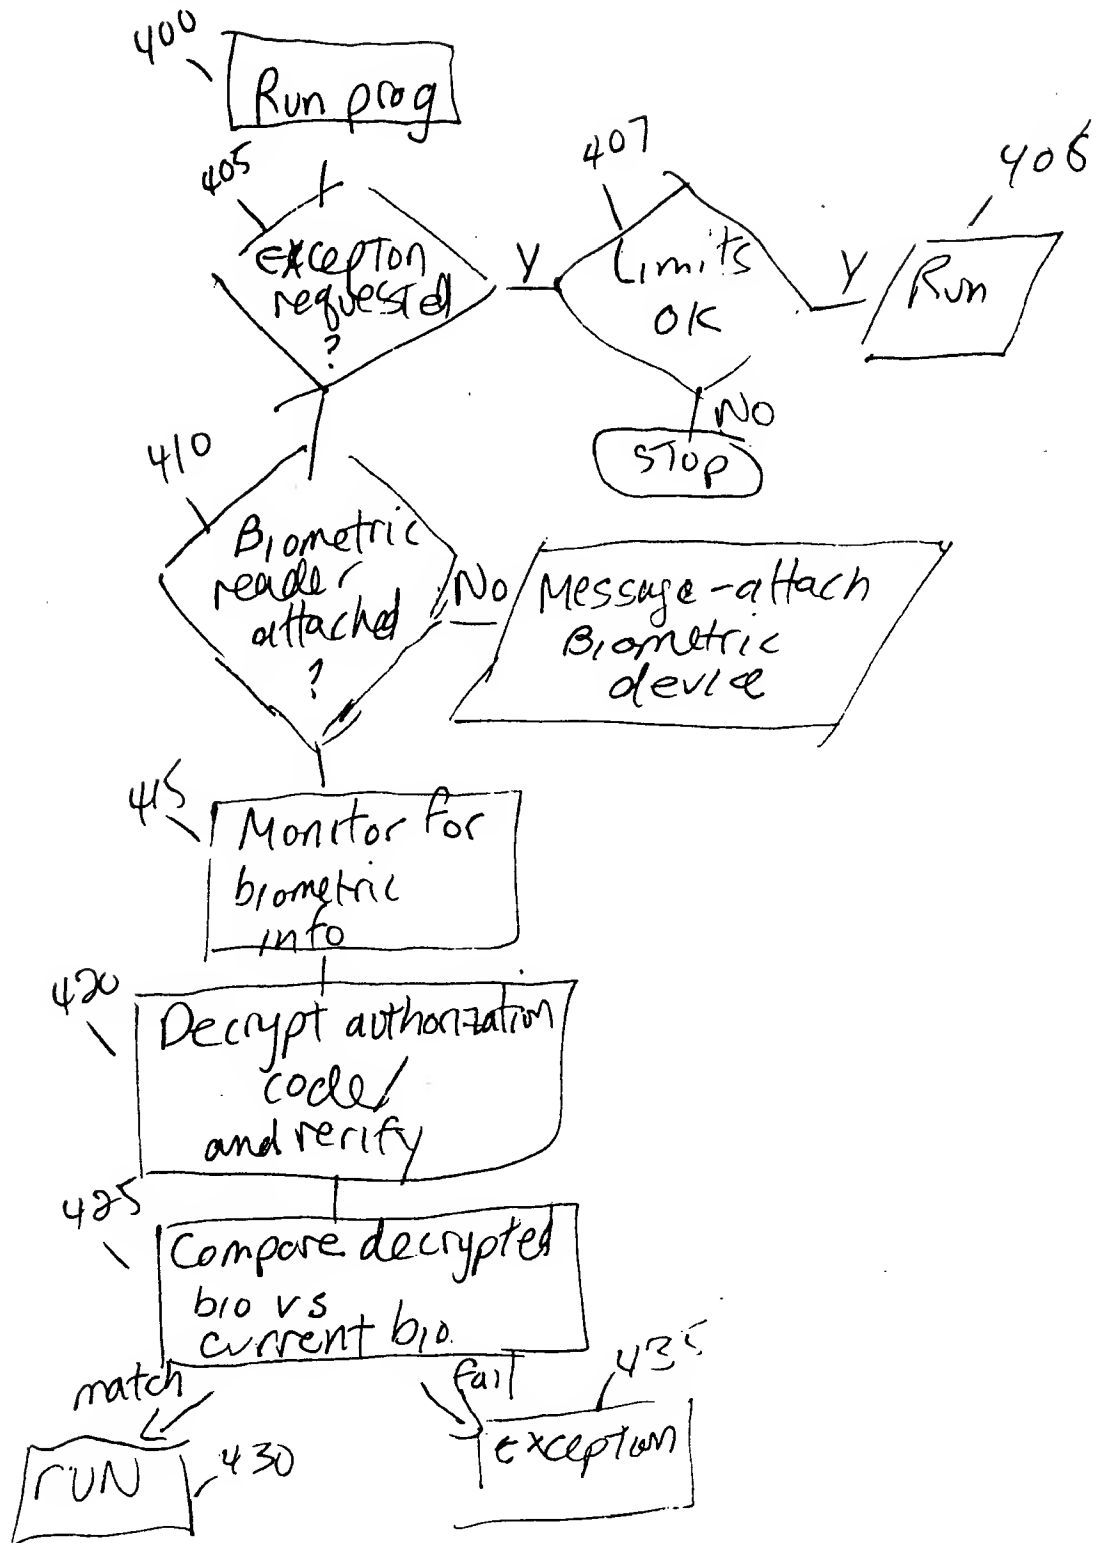 400
Run prog
405
Excepton
requested
?
Y
407
Limits
OK
Y
406
Run
NO
STOP
410
Biometric
reader
attached
?
No
Message-attach
Biometric
device
415
Monitor for
biometric
info
420
Decrypt authorization
code/
and rerify
425
Compare decrypted
bio vs
current bio.
match
fail
435
RUN
430
Exception